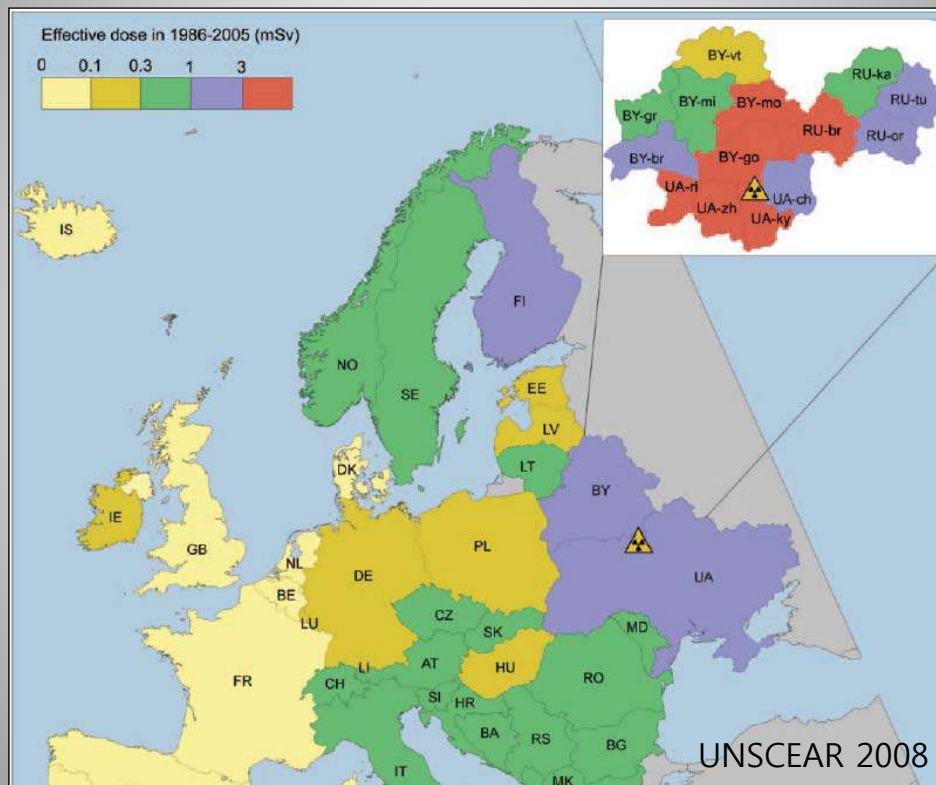 Effective dose in 1986-2005 (mSv)
0 0.1 0.3 1 3
BY-vt
RU-ka
BY-gr
BY-mi
BY-mo
RU-tu
RU-br
RU-or
BY-br
BY-go
UA-ri
UA-ch
UA-zh
UA-ky
IS
FI
NO
SE
EE
LV
DK
LT
BY
IE
GB
NL
DE
PL
UA
BE
LU
CZ
SK
MD
LI
AT
HU
FR
CH
RO
SI
HR
BA
RS
BG
IT
MK
UNSCEAR 2008